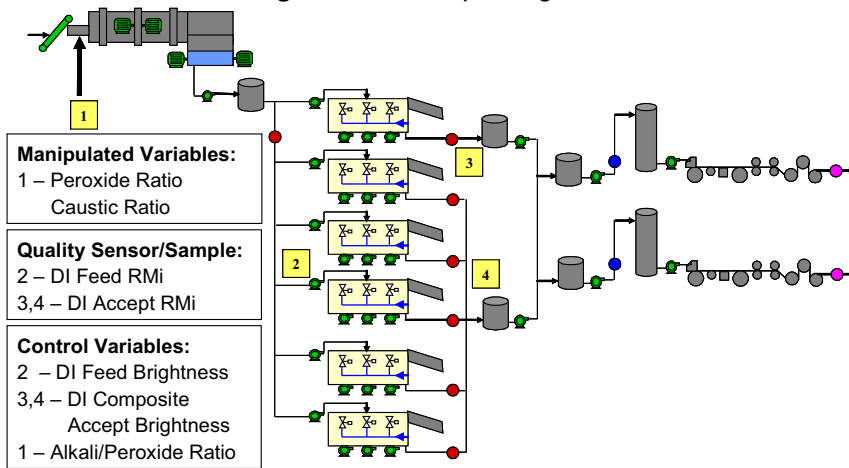 1
3
2
4
Manipulated Variables:
1 – Peroxide Ratio
Caustic Ratio
Quality Sensor/Sample:
2 – DI Feed RMi
3,4 – DI Accept RMi
Control Variables:
2 – DI Feed Brightness
3,4 – DI Composite
Accept Brightness
1 – Alkali/Peroxide Ratio